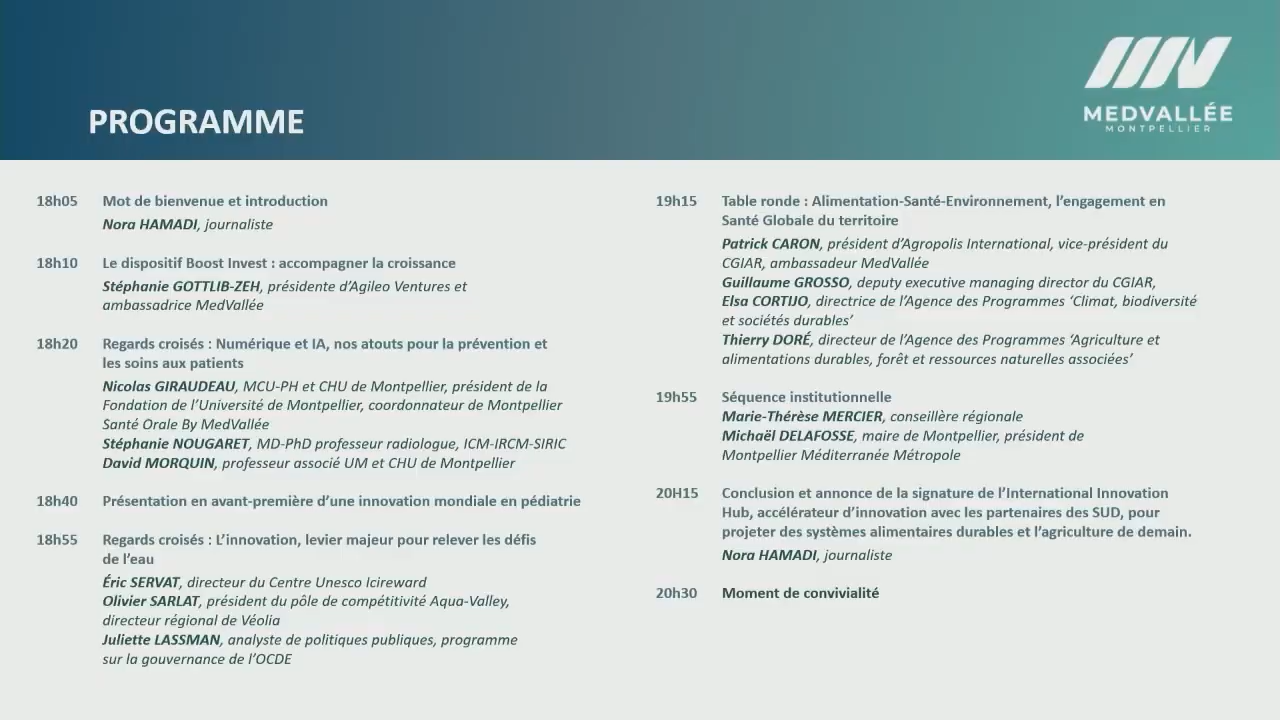 PROGRAMME
MEDVALLÉE
MONTPELLIER
18h05 Mot de bienvenue et introduction
Nora HAMADI, journaliste
18h10 Le dispositif Boost Invest : accompagner la croissance
Stéphanie GOTTLIB-ZEH, présidente d’Agileo Ventures et
ambassadrice MedVallée
18h20 Regards croisés : Numérique et IA, nos atouts pour la prévention et
les soins aux patients
Nicolas GIRAUDEAU, MCU-PH et CHU de Montpellier, président de la
Fondation de l’Université de Montpellier, coordonnateur de Montpellier
Santé Orale By MedVallée
Stéphanie NOUGARET, MD-PhD professeur radiologue, ICM-IRCM-SIRIC
David MORQUIN, professeur associé UM et CHU de Montpellier
18h40 Présentation en avant-première d’une innovation mondiale en pédiatrie
18h55 Regards croisés : L’innovation, levier majeur pour relever les défis
de l’eau
Éric SERVAT, directeur du Centre Unesco Icireward
Olivier SARLAT, président du pôle de compétitivité Aqua-Valley,
directeur régional de Véolia
Juliette LASSMAN, analyste de politiques publiques, programme
sur la gouvernance de l’OCDE
19h15 Table ronde : Alimentation-Santé-Environnement, l’engagement en
Santé Globale du territoire
Patrick CARON, président d’Agropolis International, vice-président du
CGIAR, ambassadeur MedVallée
Guillaume GROSSO, deputy executive managing director du CGIAR,
Elsa CORTIJO, directrice de l’Agence des Programmes ‘Climat, biodiversité
et sociétés durables’
Thierry DORÉ, directeur de l’Agence des Programmes ‘Agriculture et
alimentations durables, forêt et ressources naturelles associées’
19h55 Séquence institutionnelle
Marie-Thérèse MERCIER, conseillère régionale
Michaël DELAFOSSE, maire de Montpellier, président de
Montpellier Méditerranée Métropole
20H15 Conclusion et annonce de la signature de l’International Innovation
Hub, accélérateur d’innovation avec les partenaires des SUD, pour
projeter des systèmes alimentaires durables et l’agriculture de demain.
Nora HAMADI, journaliste
20h30 Moment de convivialité